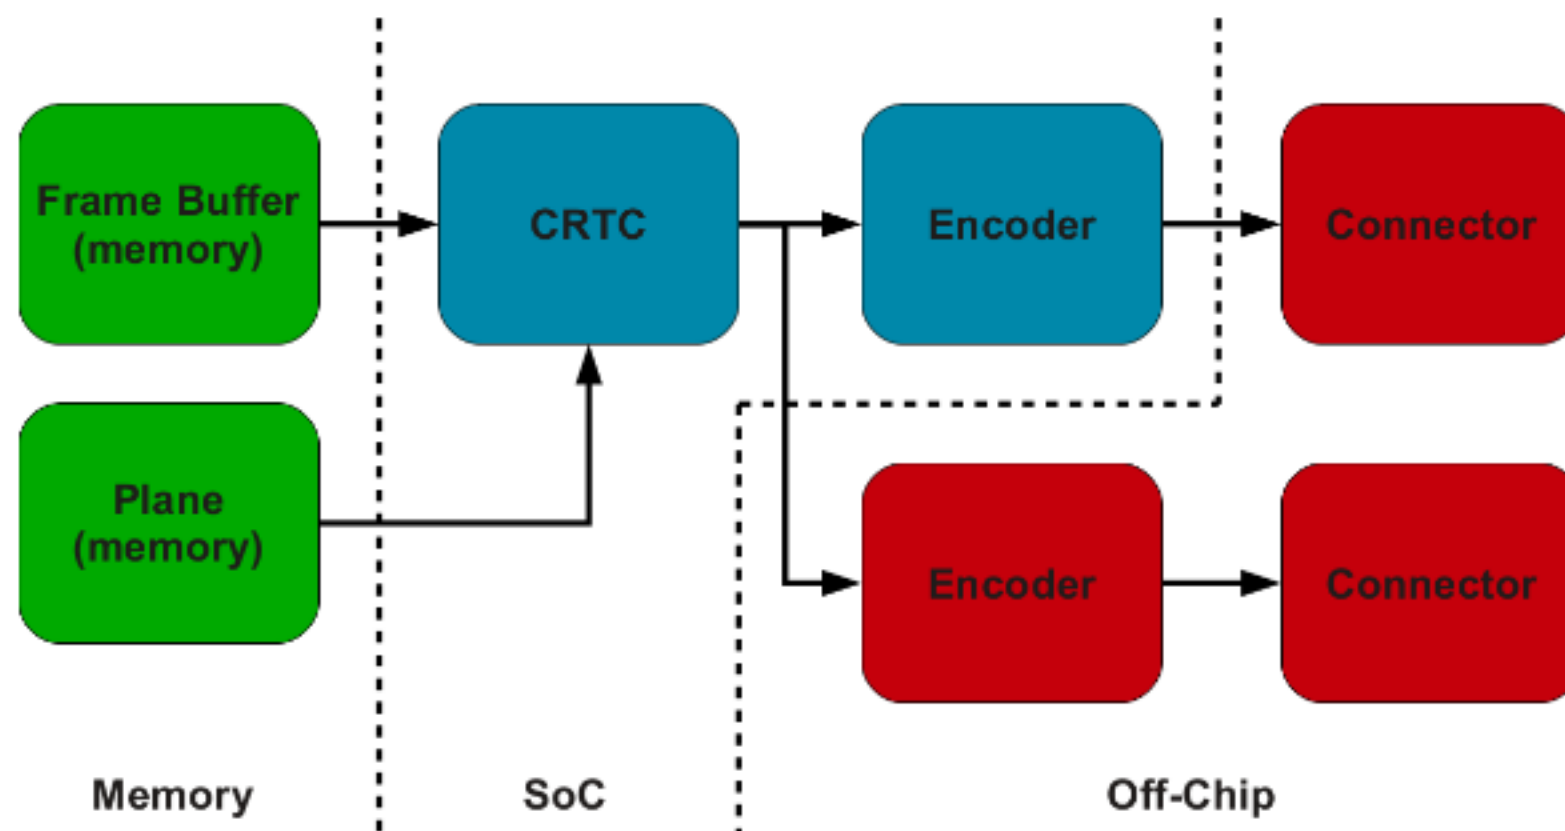 Frame Buffer
(memory)
CRTC
Encoder
Connector
Plane
(memory)
Encoder
Connector
Memory
SoC
Off-Chip